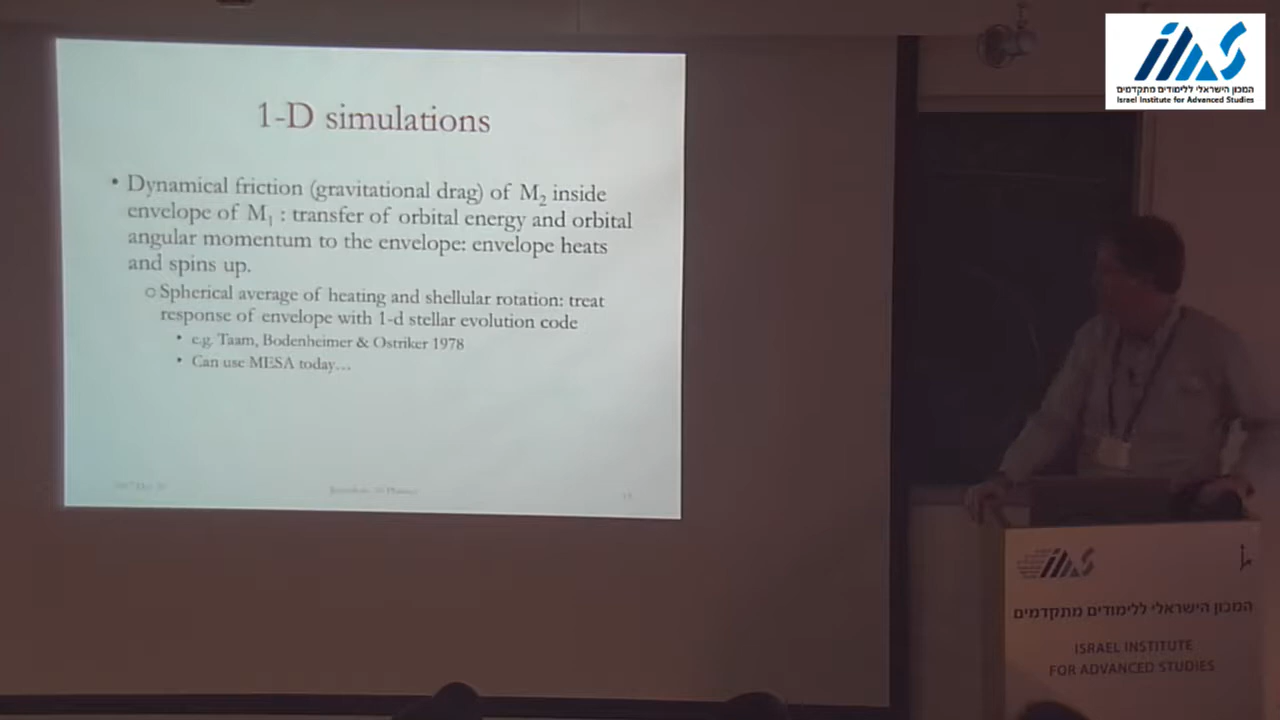 1-D simulations
• Dynamical friction (gravitational drag) of M₂ inside
envelope of M₁ : transfer of orbital energy and orbital
angular momentum to the envelope: envelope heats
and spins up.
○ Spherical average of heating and shellular rotation: treat
response of envelope with 1-d stellar evolution code
• e.g. Taam, Bodenheimer & Ostriker 1978
• Can use MESA today…
המכון הישראלי ללימודים מתקדמים
Israel Institute for Advanced Studies
המכון הישראלי ללימודים מתקדמים
ISRAEL INSTITUTE
FOR ADVANCED STUDIES